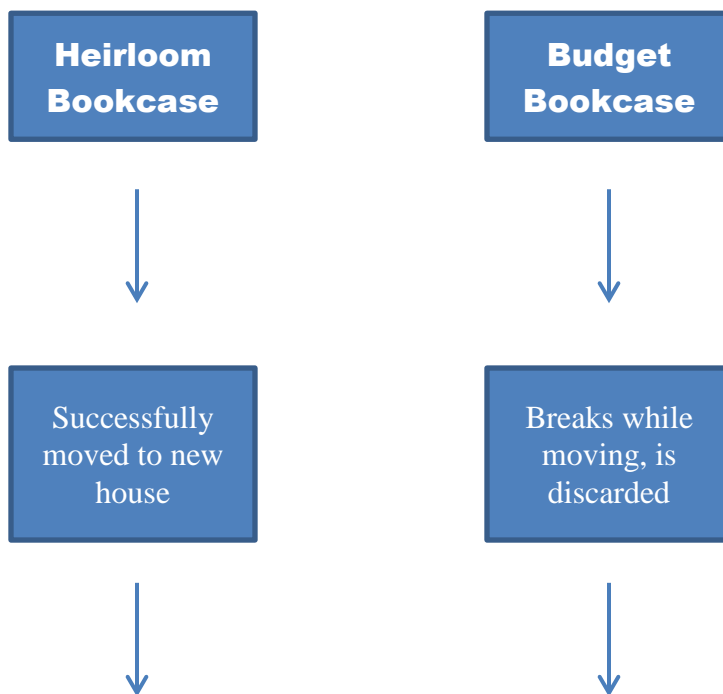 Heirloom
Bookcase
Budget
Bookcase
Successfully
moved to new
house
Breaks while
moving, is
discarded